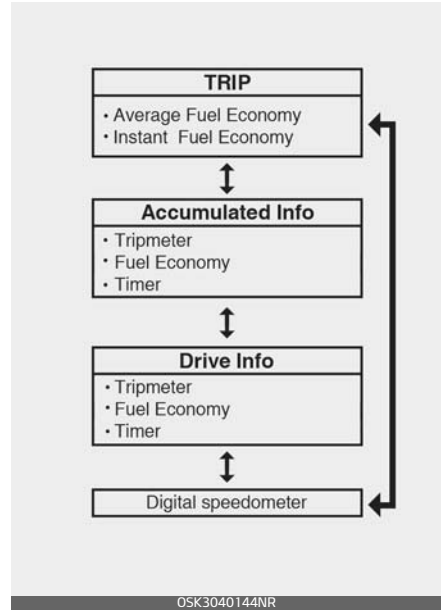 TRIP
• Average Fuel Economy
• Instant Fuel Economy
Accumulated Info
• Tripmeter
• Fuel Economy
• Timer
Drive Info
• Tripmeter
• Fuel Economy
• Timer
Digital speedometer
OSK3040144NR